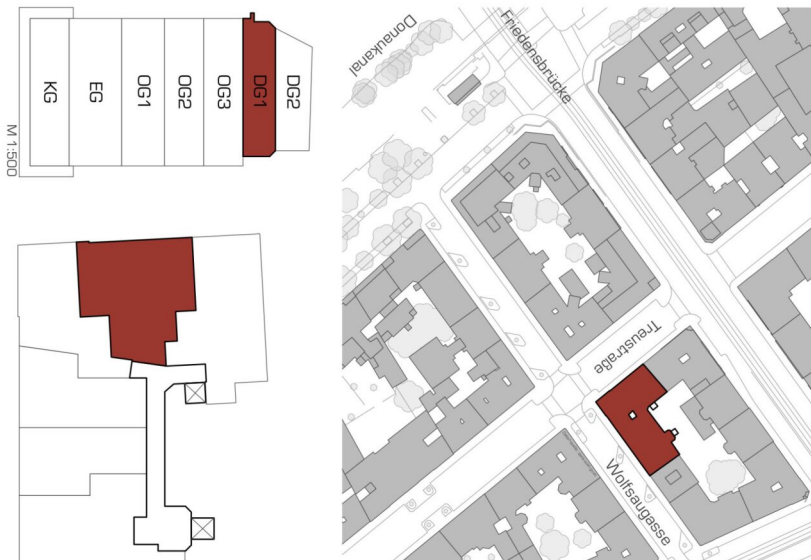 KG
EG
OG1
OG2
OG3
DG1
DG2
M 1:500
Donaukanal
Friedensbrücke
Treustraße
Wolfsaugasse